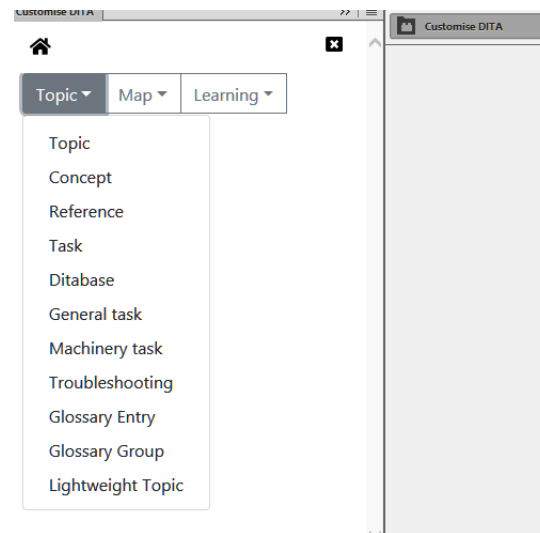 Customise DITA
Customise DITA
Topic Map Learning
Topic
Concept
Reference
Task
Ditabase
General task
Machinery task
Troubleshooting
Glossary Entry
Glossary Group
Lightweight Topic